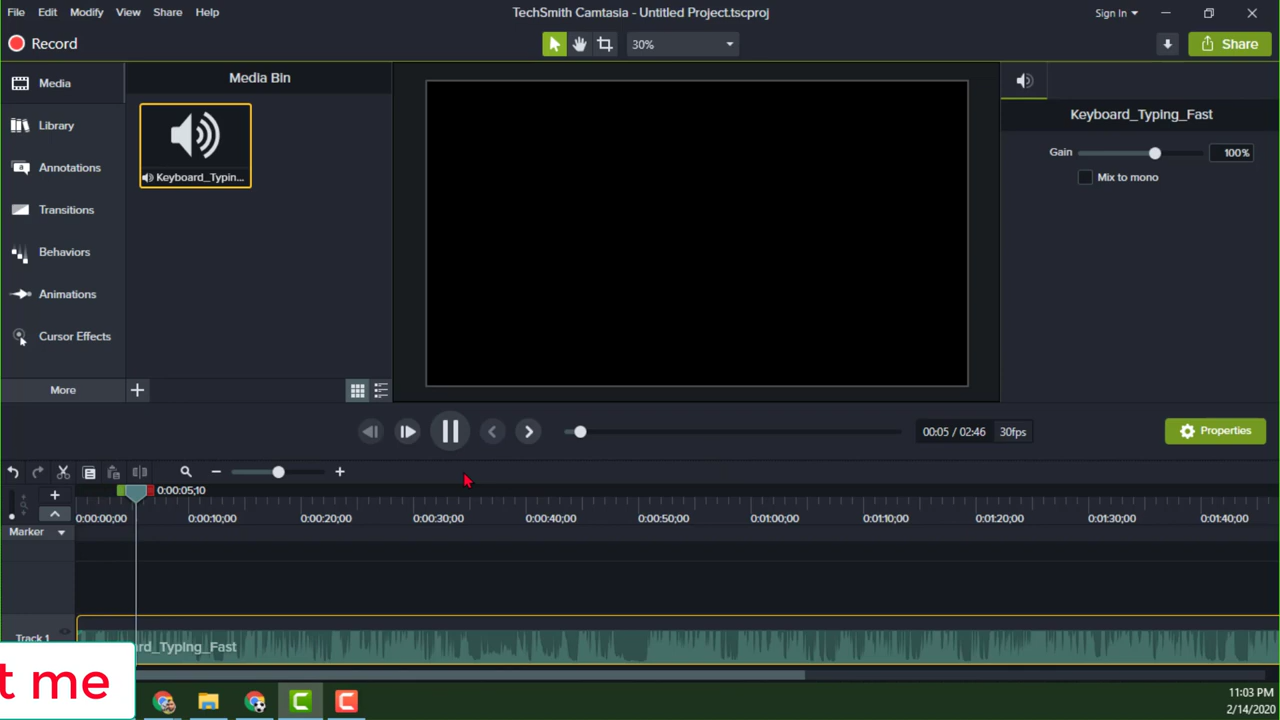 File Edit Modify View Share Help
TechSmith Camtasia - Untitled Project.tscproj
Sign In
Record
30%
Share
Media
Library
Annotations
Transitions
Behaviors
Animations
Cursor Effects
More
Media Bin
Keyboard_Typin...
Keyboard_Typing_Fast
Gain 100%
Mix to mono
00:05 / 02:46 30fps
Properties
0:00:05;10
0:00:00;00 0:00:10;00 0:00:20;00 0:00:30;00 0:00:40;00 0:00:50;00 0:01:00;00 0:01:10;00 0:01:20;00 0:01:30;00 0:01:40;00
Marker
Track 1
rd_Typing_Fast
t me
11:03 PM
2/14/2020